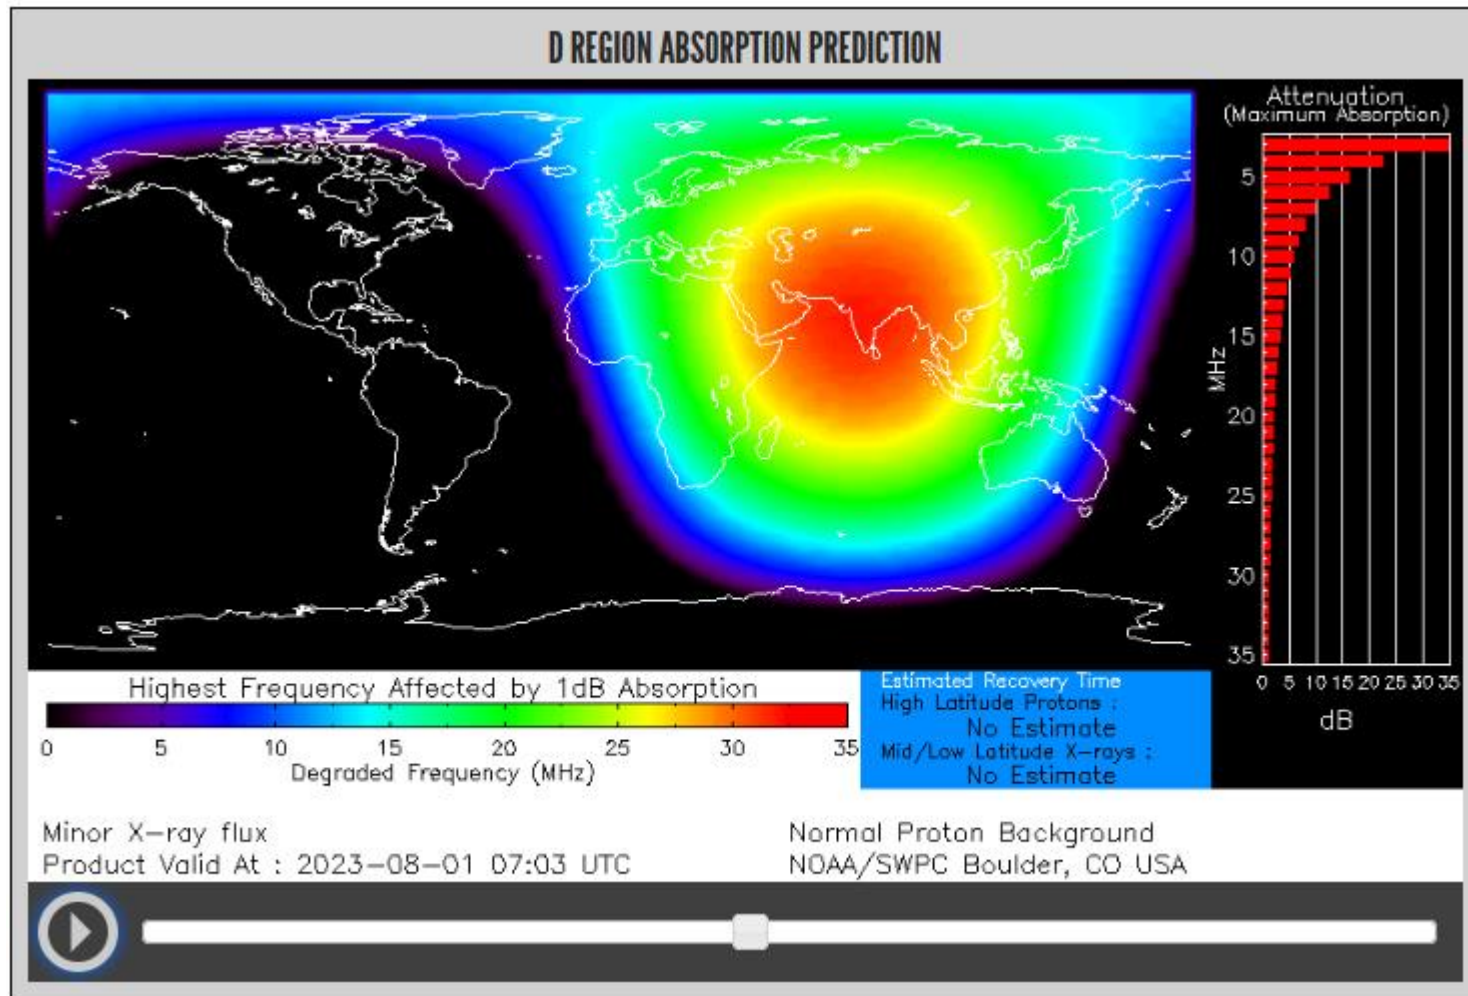 D REGION ABSORPTION PREDICTION
Attenuation
(Maximum Absorption)
5
10
15
20
25
30
35
MHz
0 5 10 15 20 25 30 35
dB
Highest Frequency Affected by 1dB Absorption
0 5 10 15 20 25 30 35
Degraded Frequency (MHz)
Estimated Recovery Time
High Latitude Protons :
No Estimate
Mid/Low Latitude X-rays :
No Estimate
Minor X-ray flux
Product Valid At : 2023-08-01 07:03 UTC
Normal Proton Background
NOAA/SWPC Boulder, CO USA